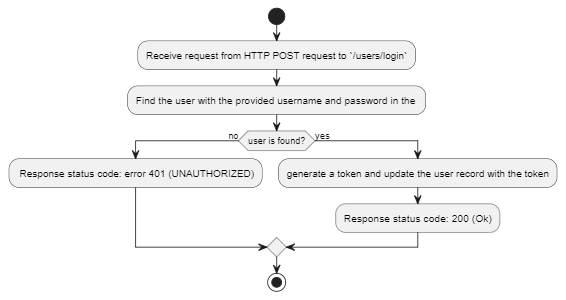 Receive request from HTTP POST request to `/users/login`
Find the user with the provided username and password in the
no
user is found?
yes
Response status code: error 401 (UNAUTHORIZED)
generate a token and update the user record with the token
Response status code: 200 (Ok)